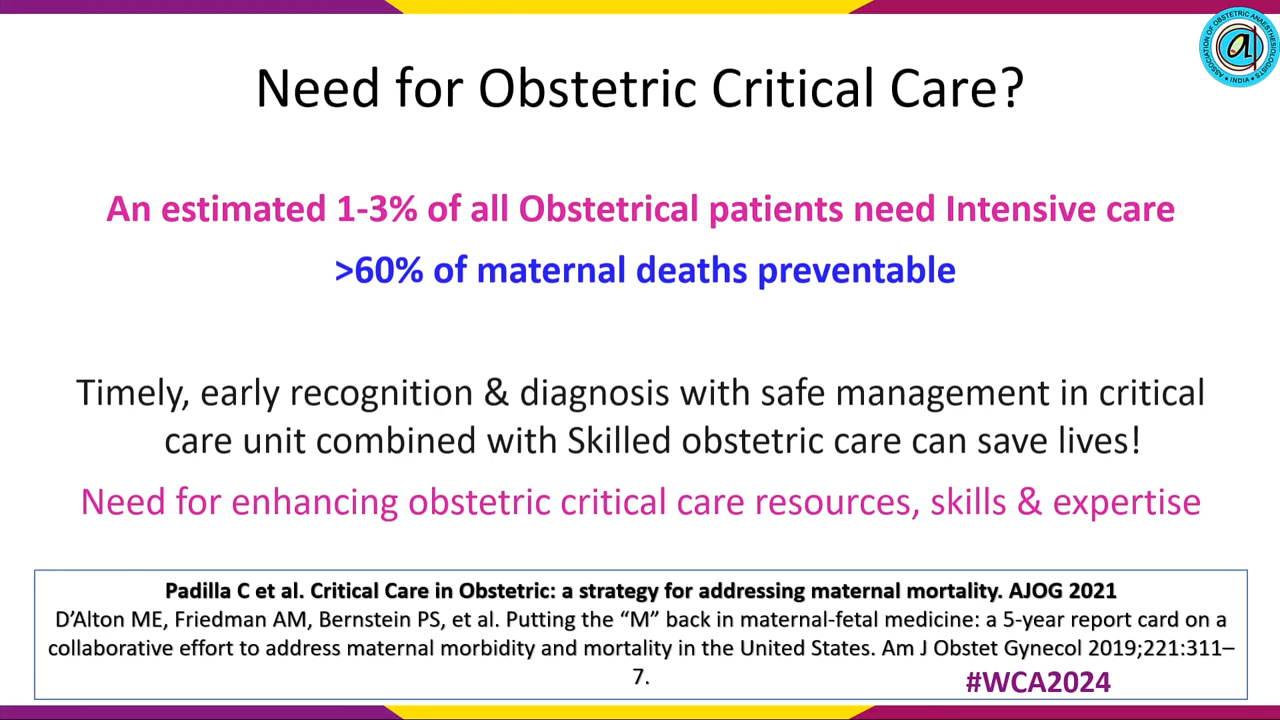 ASSOCIATION OF OBSTETRIC ANAESTHESIOLOGISTS
• INDIA •
a
Need for Obstetric Critical Care?
An estimated 1-3% of all Obstetrical patients need Intensive care
>60% of maternal deaths preventable
Timely, early recognition & diagnosis with safe management in critical
care unit combined with Skilled obstetric care can save lives!
Need for enhancing obstetric critical care resources, skills & expertise
Padilla C et al. Critical Care in Obstetric: a strategy for addressing maternal mortality. AJOG 2021
D’Alton ME, Friedman AM, Bernstein PS, et al. Putting the “M” back in maternal-fetal medicine: a 5-year report card on a
collaborative effort to address maternal morbidity and mortality in the United States. Am J Obstet Gynecol 2019;221:311–
7.
#WCA2024